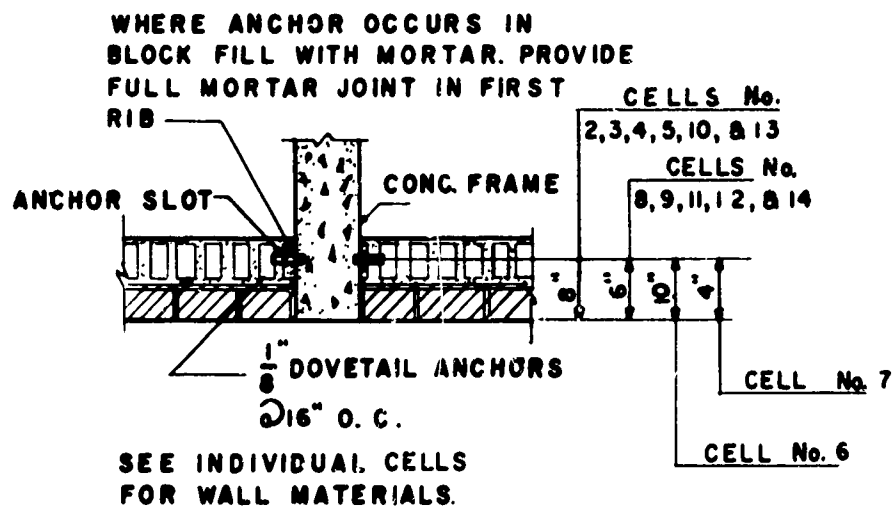 WHERE ANCHOR OCCURS IN
BLOCK FILL WITH MORTAR. PROVIDE
FULL MORTAR JOINT IN FIRST
RIB
CELLS No.
2,3,4,5,10, & 13
CELLS No.
8,9,11,12, & 14
ANCHOR SLOT
CONC. FRAME
8"
6"
10"
4"
1/8" DOVETAIL ANCHORS
@16" O.C.
CELL No. 7
CELL No. 6
SEE INDIVIDUAL CELLS
FOR WALL MATERIALS.